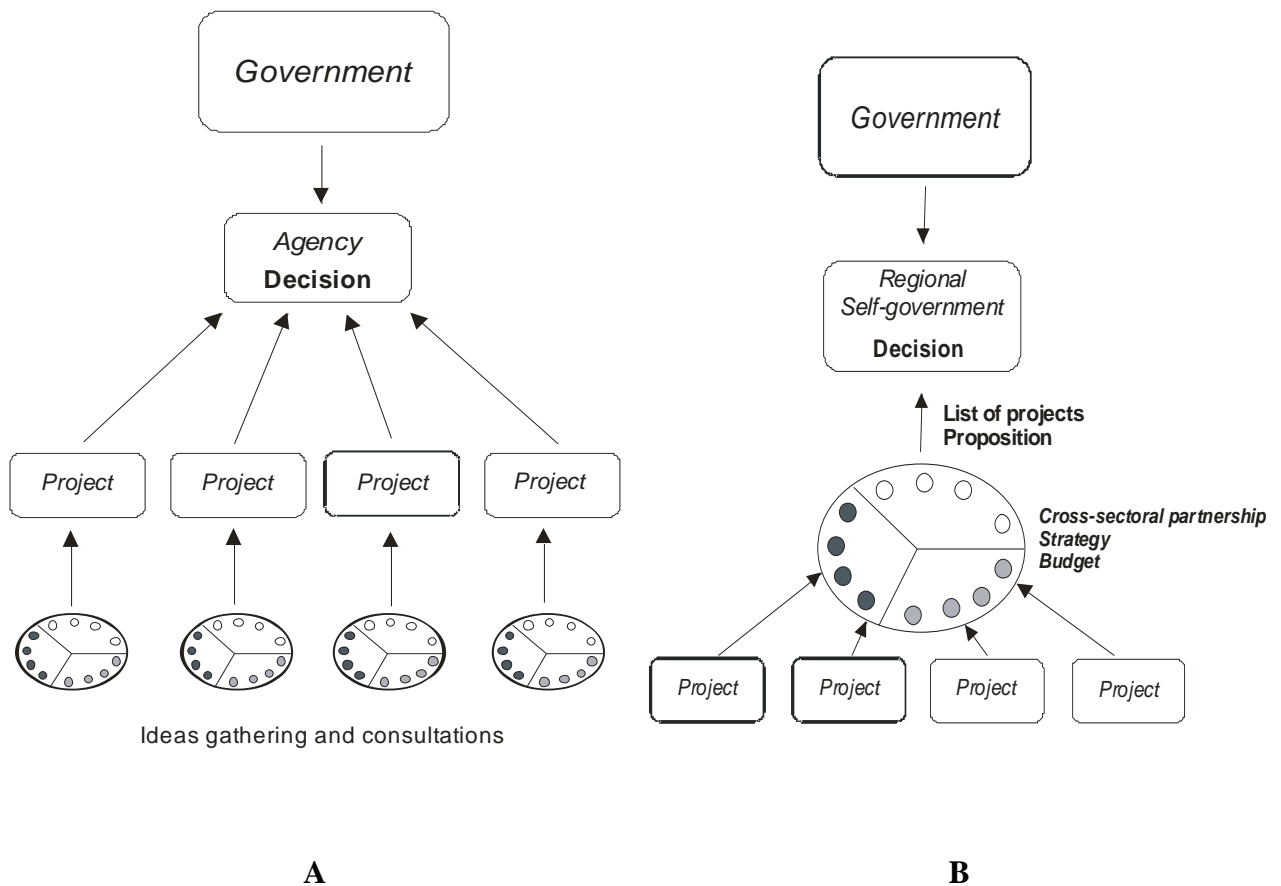 Government
Agency
Decision
Project
Project
Project
Project
Ideas gathering and consultations
A
Government
Regional
Self-government
Decision
List of projects
Proposition
Cross-sectoral partnership
Strategy
Budget
Project
Project
Project
Project
B